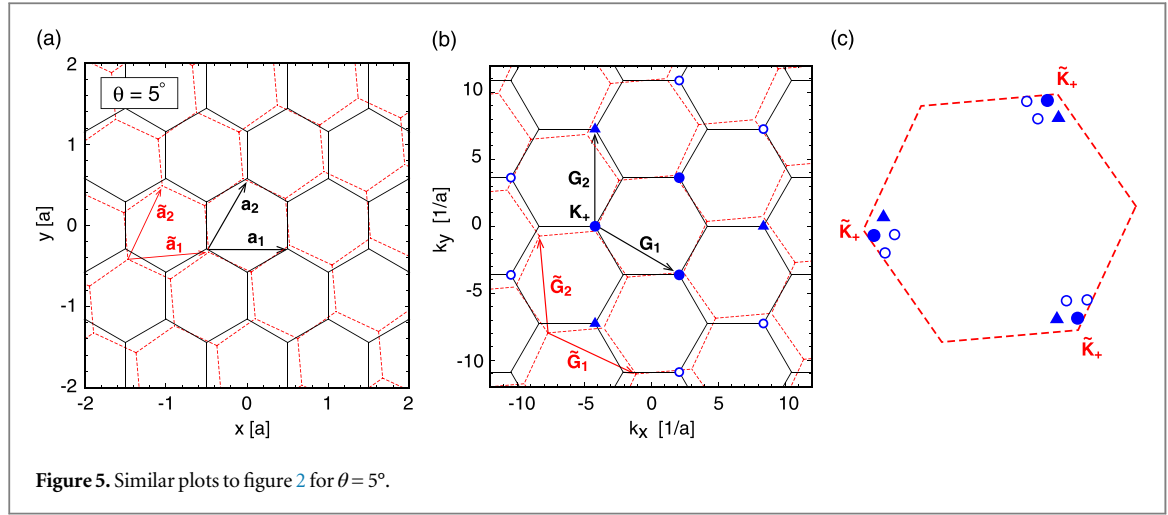 (a)
(b)
(c)
θ = 5°
2
1
0
-1
-2
y [a]
-2
-1
0
1
2
x [a]
ã₂
ã₁
a₂
a₁
10
5
0
-5
-10
k_y [1/a]
-10
-5
0
5
10
k_x [1/a]
G₂
K₊
G₁
G̃₂
G̃₁
K̃₊
K̃₊
K̃₊
Figure 5. Similar plots to figure 2 for θ = 5°.